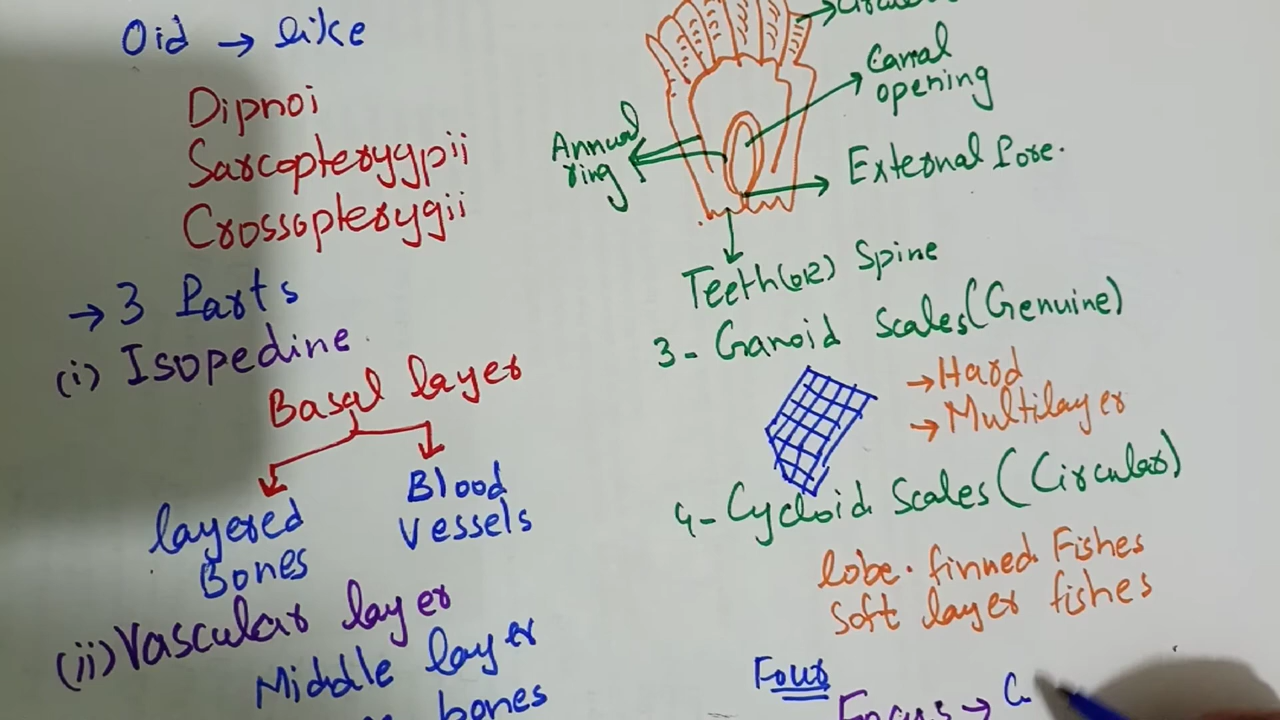 Oid → like
Dipnoi
Sarcopterygpii
Crossopterygii
→ 3 Parts
(i) Isopedine.
Basal layer
layered
Bones
Blood
Vessels
(ii) Vascular layer
Middle layer
bones
Canal
opening
Annual
ring
External Pore.
Teeth(OR) Spine
3- Ganoid Scales(Genuine)
→ Hard
→ Multilayer
4- Cycloid Scales(Circular)
lobe. finned Fishes
Soft layer fishes
Focus →